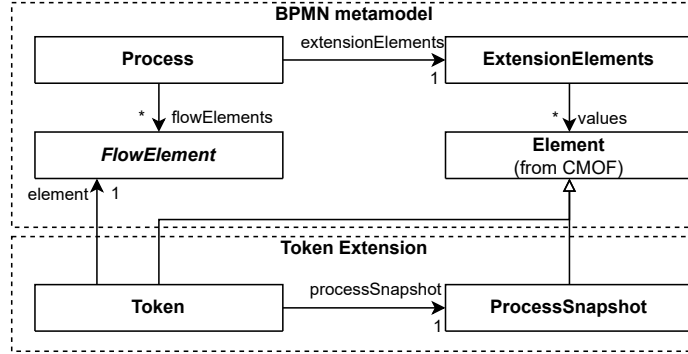 BPMN metamodel
Process
extensionElements
1
ExtensionElements
* flowElements
* values
FlowElement
Element
(from CMOF)
element 1
Token Extension
Token
processSnapshot
1
ProcessSnapshot